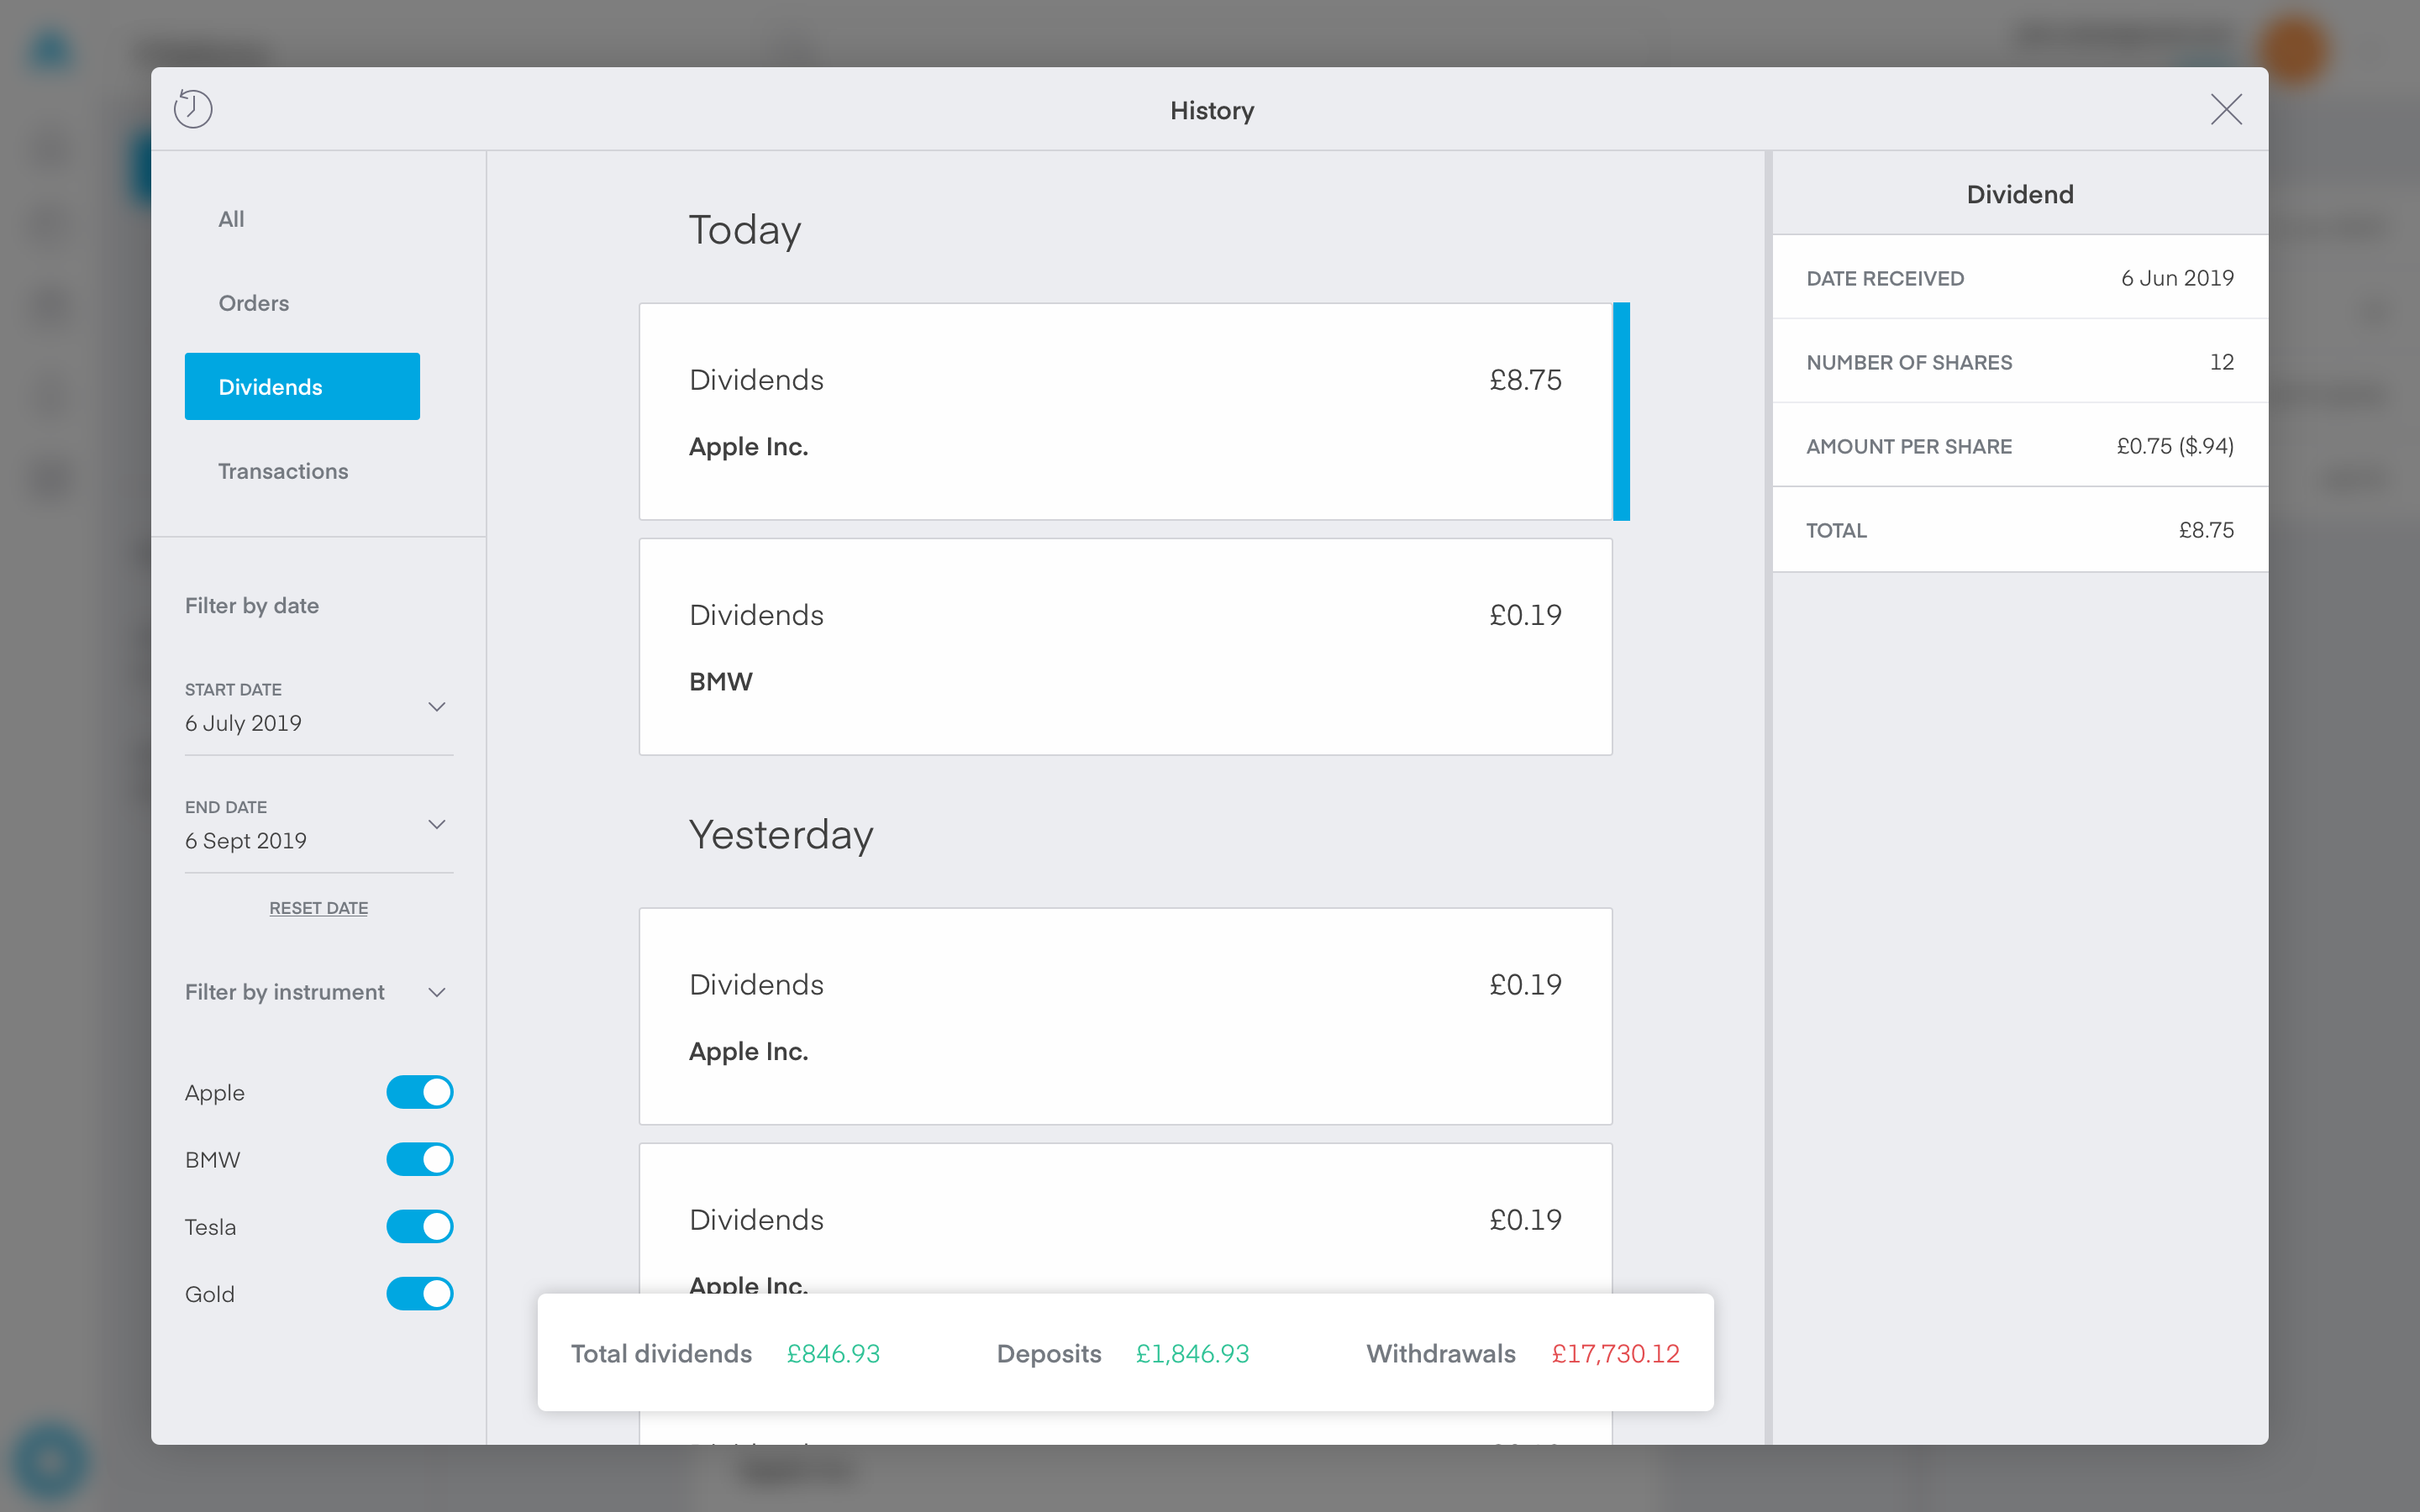 History
All
Orders
Dividends
Transactions
Filter by date
START DATE
6 July 2019
END DATE
6 Sept 2019
RESET DATE
Filter by instrument
Apple
BMW
Tesla
Gold
Today
Dividends £8.75
Apple Inc.
Dividends £0.19
BMW
Yesterday
Dividends £0.19
Apple Inc.
Dividends £0.19
Apple Inc.
Total dividends £846.93 Deposits £1,846.93 Withdrawals £17,730.12
Dividend
DATE RECEIVED 6 Jun 2019
NUMBER OF SHARES 12
AMOUNT PER SHARE £0.75 ($.94)
TOTAL £8.75